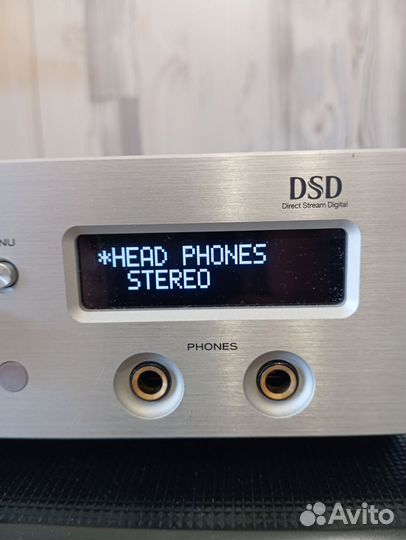 DSD
Direct Stream Digital
NU
*HEAD PHONES
STEREO
PHONES
Avito